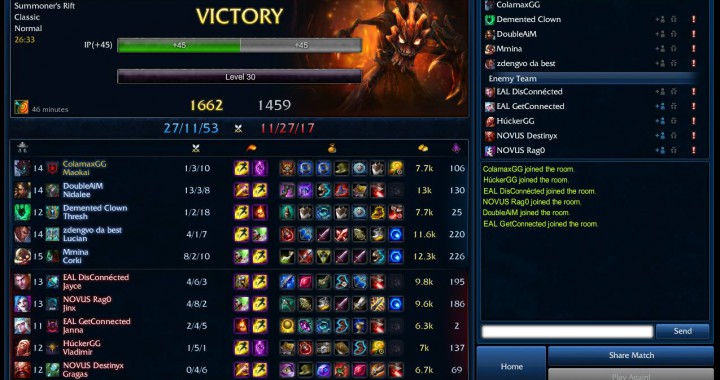 Summoner's Rift
Classic
Normal
26:33
VICTORY
IP(+45)
+45
+45
Level 30
46 minutes
1662
1459
27/11/53
11/27/17
14
ColamaxGG
Maokai
1/3/10
7.7k
106
14
DoubleAiM
Nidalee
13/3/8
13k
130
12
Demented Clown
Thresh
1/2/18
7.7k
25
14
zdengvo da best
Lucian
4/1/7
11.6k
220
15
Mmina
Corki
8/2/10
12.3k
226
13
EAL DisConnécted
Jayce
4/6/3
9.8k
195
13
NOVUS Rag0
Jinx
4/8/2
9.6k
186
11
EAL GetConnected
Janna
2/4/5
6.3k
2
12
HúckerGG
Vladimir
1/5/1
7k
137
12
NOVUS Destinyx
Gragas
0/4/6
6.7k
69
ColamaxGG
Demented Clown
DoubleAiM
Mmina
zdengvo da best
Enemy Team
EAL DisConnécted
EAL GetConnected
HúckerGG
NOVUS Destinyx
NOVUS Rag0
ColamaxGG joined the room.
HúckerGG joined the room.
EAL DisConnécted joined the room.
NOVUS Rag0 joined the room.
DoubleAiM joined the room.
EAL GetConnected joined the room.
Send
Home
Share Match
Play Again!